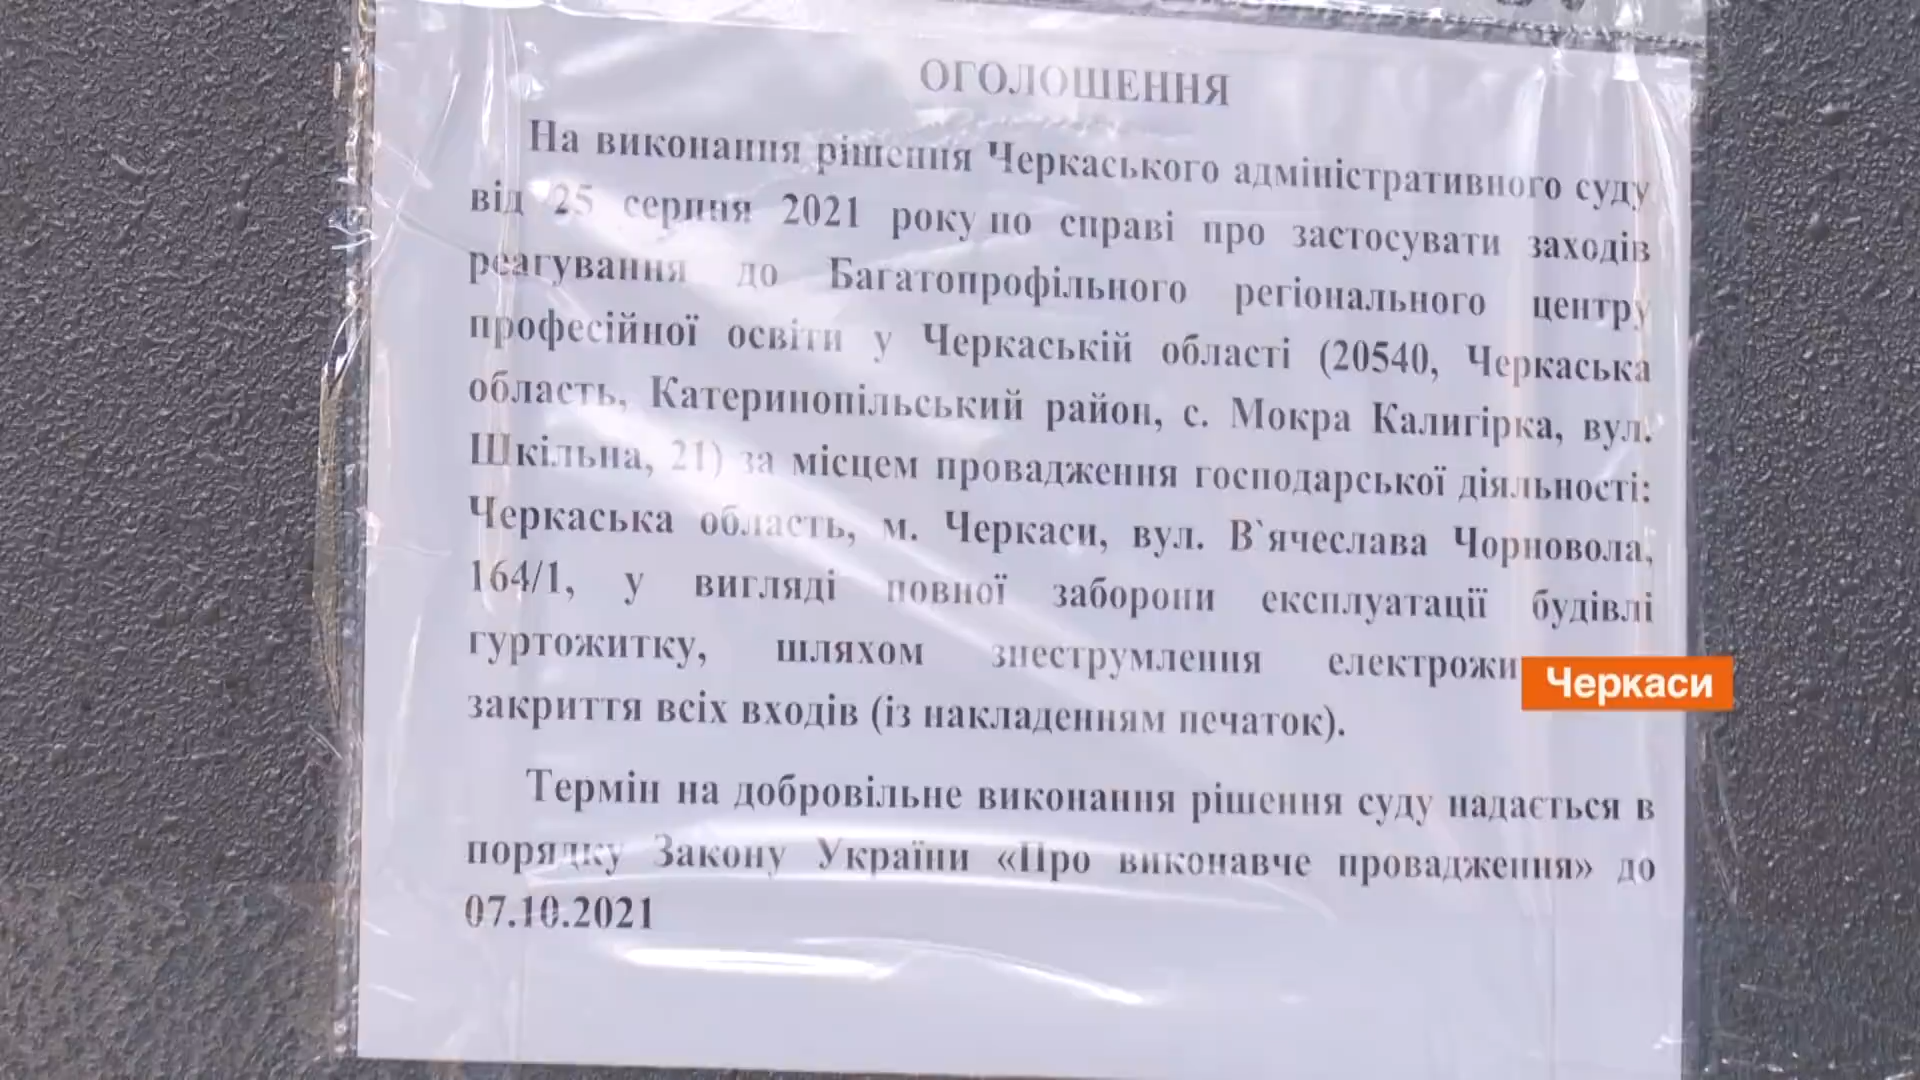 ОГОЛОШЕННЯ
На виконання рішення Черкаського адміністративного суду
від 25 серпня 2021 року по справі про застосувати заходів
реагування до Багатопрофільного регіонального центру
професійної освіти у Черкаській області (20540, Черкаська
область, Катеринопільський район, с. Мокра Калигірка, вул.
Шкільна, 21) за місцем провадження господарської діяльності:
Черкаська область, м. Черкаси, вул. В`ячеслава Чорновола,
164/1, у вигляді повної заборони експлуатації будівлі
гуртожитку, шляхом знеструмлення
Черкаси
закриття всіх входів (із накладенням печаток).
Термін на добровільне виконання рішення суду надається в
порядку Закону України «Про виконавче провадження» до
07.10.2021